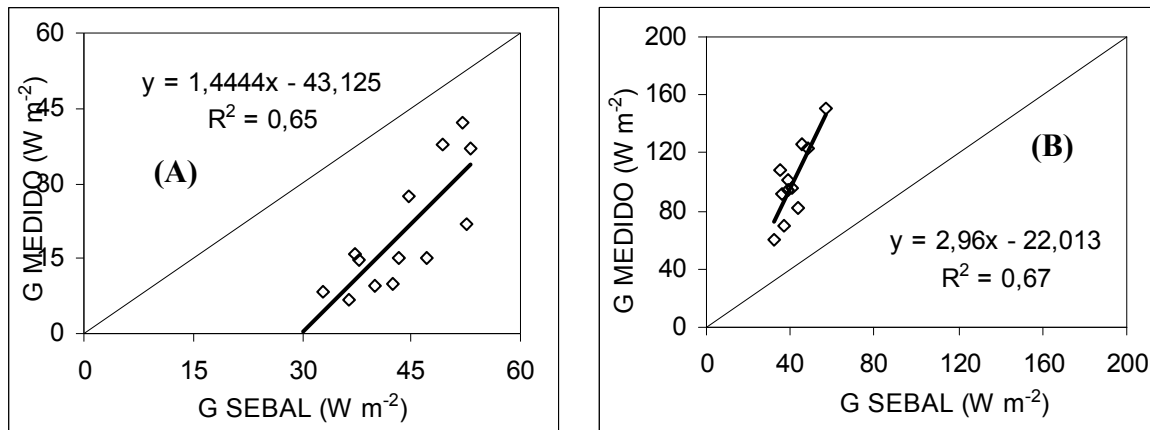 60
45
30
15
0
G MEDIDO (W m-2)
y = 1,4444x - 43,125
R2 = 0,65
(A)
0 15 30 45 60
G SEBAL (W m-2)
200
160
120
80
40
0
G MEDIDO (W m-2)
(B)
y = 2,96x - 22,013
R2 = 0,67
0 40 80 120 160 200
G SEBAL (W m-2)